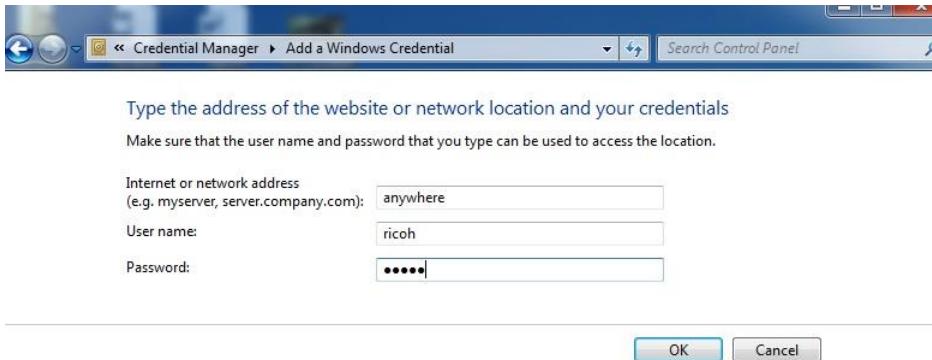 « Credential Manager ▸ Add a Windows Credential
Search Control Panel
Type the address of the website or network location and your credentials
Make sure that the user name and password that you type can be used to access the location.
Internet or network address
(e.g. myserver, server.company.com): anywhere
User name: ricoh
Password: •••••
OK Cancel